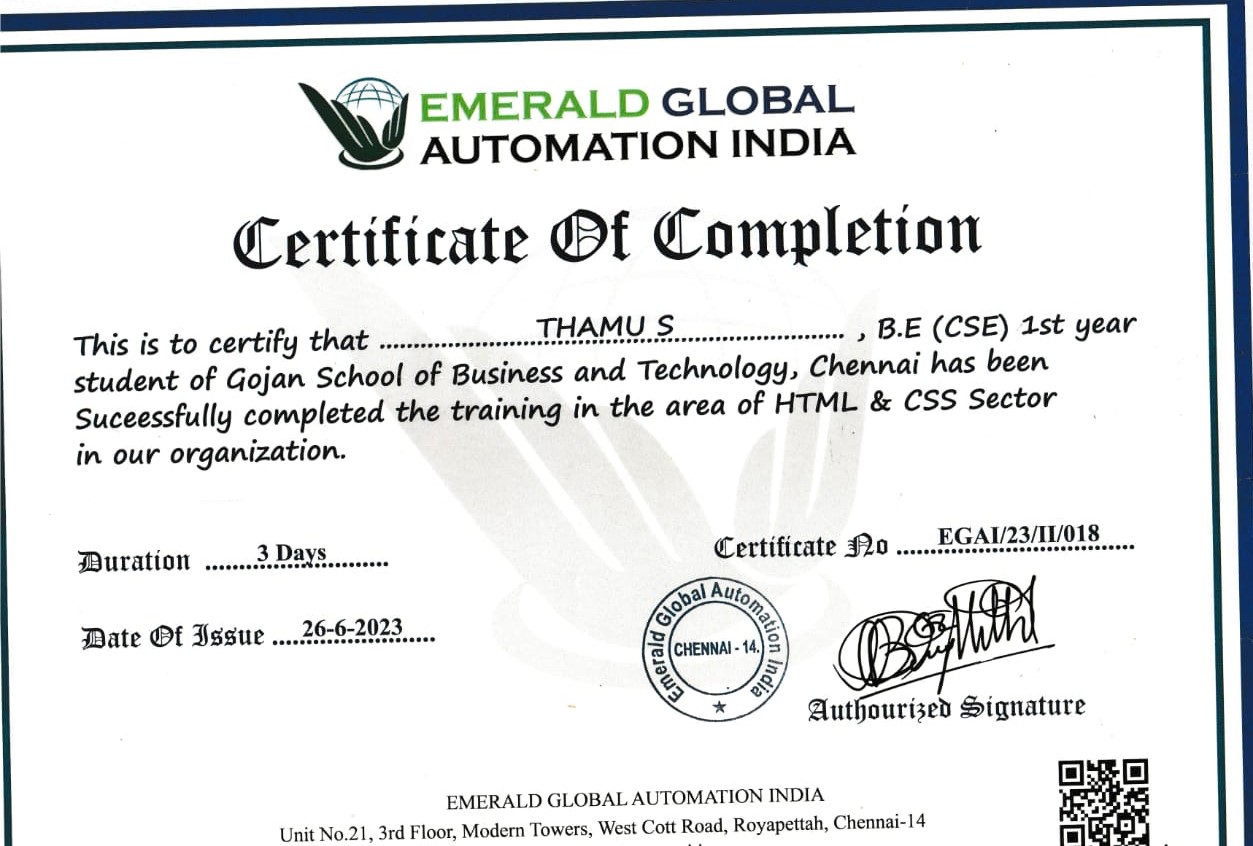 EMERALD GLOBAL
AUTOMATION INDIA
Certificate Of Completion
This is to certify that ........ THAMU S ........ , B.E (CSE) 1st year
student of Gojan School of Business and Technology, Chennai has been
Suceessfully completed the training in the area of HTML & CSS Sector
in our organization.
Duration ........ 3 Days ........
Certificate No ........ EGAI/23/II/018 ........
Date Of Issue ........ 26-6-2023 ........
Emerald Global Automation India
CHENNAI - 14.
Authourized Signature
EMERALD GLOBAL AUTOMATION INDIA
Unit No.21, 3rd Floor, Modern Towers, West Cott Road, Royapettah, Chennai-14